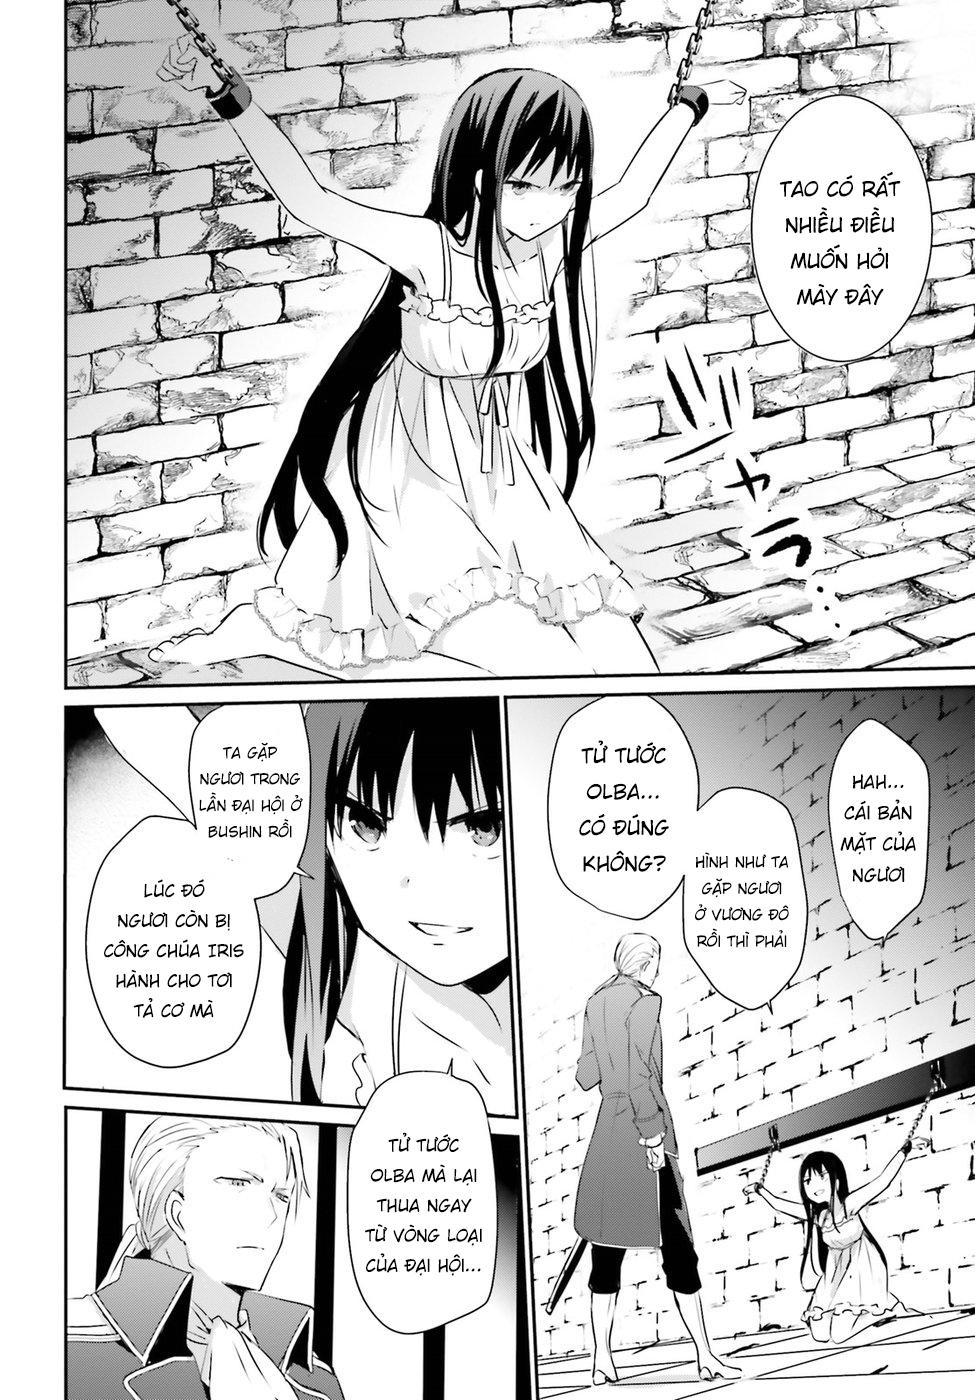 TAO CÓ RẤT
NHIỀU ĐIỀU
MUỐN HỎI
MÀY ĐÂY
HAH...
CÁI BẢN
MẶT CỦA
NGƯƠI
HÌNH NHƯ TA
GẶP NGƯƠI
Ở VƯƠNG ĐÔ
RỒI THÌ PHẢI
TỬ TƯỚC
OLBA...
CÓ ĐÚNG
KHÔNG?
TA GẶP
NGƯƠI TRONG
LẦN ĐẠI HỘI Ở
BUSHIN RỒI
LÚC ĐÓ
NGƯƠI CÒN BỊ
CÔNG CHÚA IRIS
HÀNH CHO TƠI
TẢ CƠ MÀ
TỬ TƯỚC
OLBA MÀ LẠI
THUA NGAY
TỪ VÒNG LOẠI
CỦA ĐẠI HỘI...